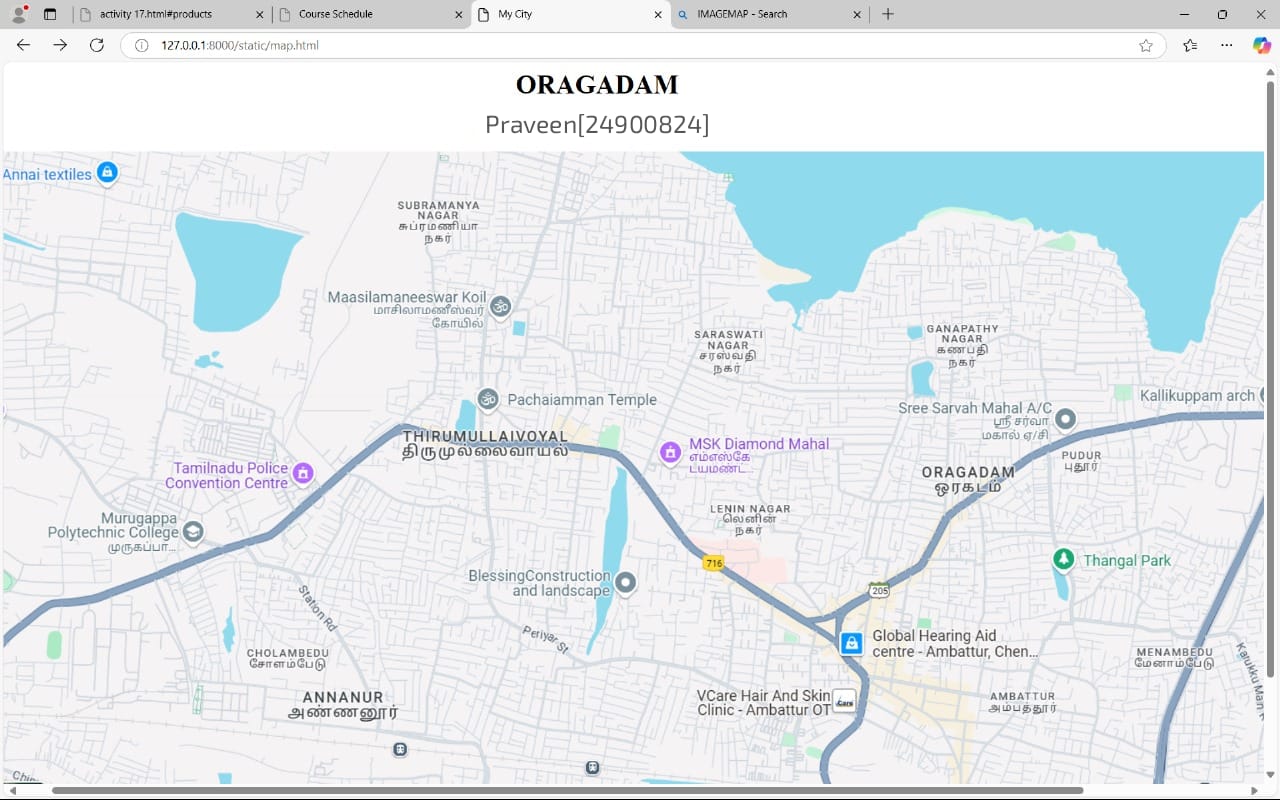 activity 17.html#products
Course Schedule
My City
IMAGEMAP - Search
127.0.0.1:8000/static/map.html
ORAGADAM
Praveen[24900824]
Annai textiles
SUBRAMANYA
NAGAR
சுப்ரமணியா
நகர்
Maasilamaneeswar Koil
மாசிலாமணீஸ்வர்
கோயில்
SARASWATI
NAGAR
சரஸ்வதி
நகர்
GANAPATHY
NAGAR
கணபதி
நகர்
Pachaiamman Temple
Kallikuppam arch
Sree Sarvah Mahal A/C
ஸ்ரீ சர்வா
மகால் ஏ/சி
THIRUMULLAIVOYAL
திருமுல்லைவாயல்
MSK Diamond Mahal
எம்எஸ்கே
டயமண்ட்...
PUDUR
புதூர்
Tamilnadu Police
Convention Centre
ORAGADAM
ஒரகடம்
LENIN NAGAR
லெனின்
நகர்
Murugappa
Polytechnic College
முருகப்பா...
716
Thangal Park
BlessingConstruction
and landscape
205
Station Rd
Periyar St
Global Hearing Aid
centre - Ambattur, Chen...
CHOLAMBEDU
சோளம்பேடு
MENAMBEDU
மேனாம்பேடு
Karukku Main
ANNANUR
அண்ணனூர்
VCare Hair And Skin
Clinic - Ambattur OT
AMBATTUR
அம்பத்தூர்